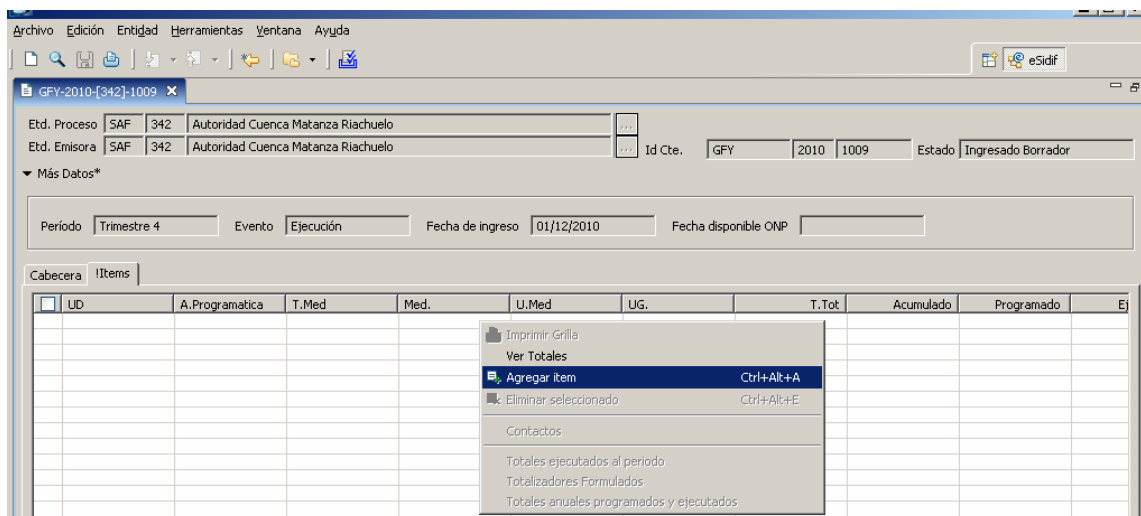 Archivo Edición Entidad Herramientas Ventana Ayuda
eSidif
GFY-2010-[342]-1009
Etd. Proceso SAF 342 Autoridad Cuenca Matanza Riachuelo ...
Etd. Emisora SAF 342 Autoridad Cuenca Matanza Riachuelo ... Id Cte. GFY 2010 1009 Estado Ingresado Borrador
Más Datos*
Período Trimestre 4 Evento Ejecución Fecha de ingreso 01/12/2010 Fecha disponible ONP
Cabecera !Items
UD A.Programatica T.Med Med. U.Med UG. T.Tot Acumulado Programado Ej
Imprimir Grilla
Ver Totales
Agregar item Ctrl+Alt+A
Eliminar seleccionado Ctrl+Alt+E
Contactos
Totales ejecutados al periodo
Totalizadores Formulados
Totales anuales programados y ejecutados